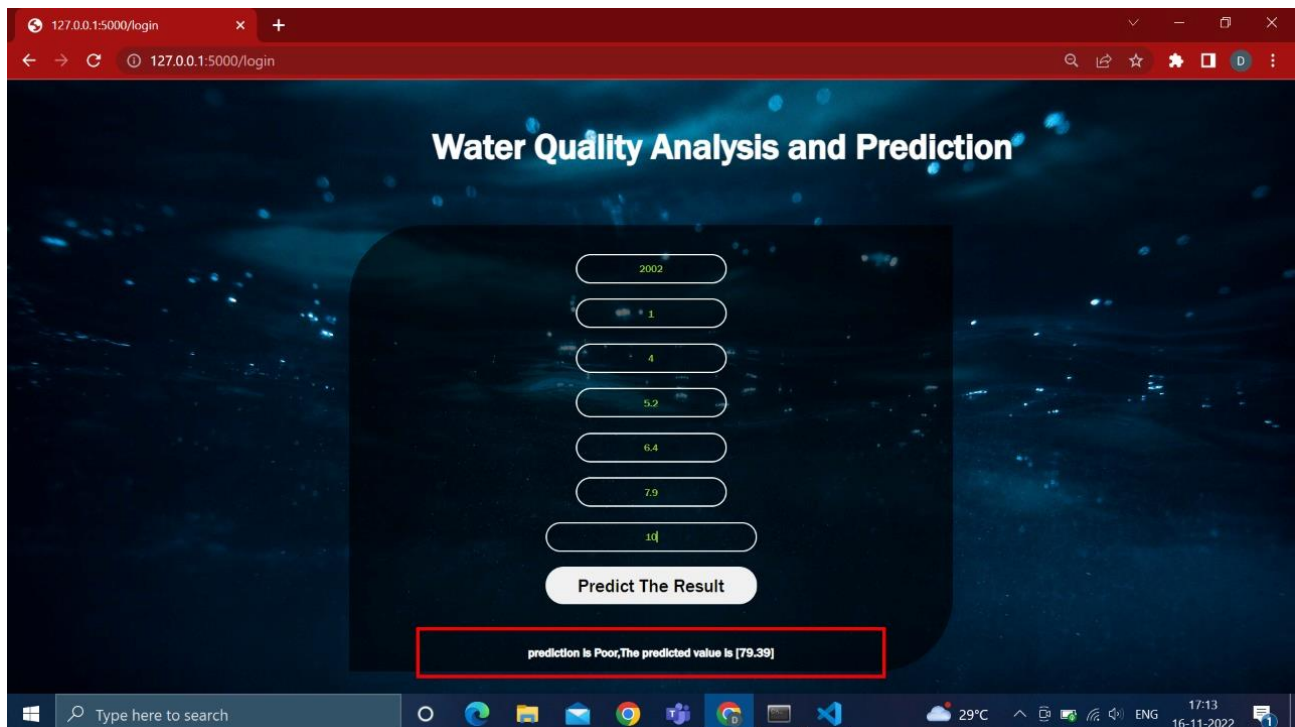 127.0.0.1:5000/login
127.0.0.1:5000/login
D
Water Quality Analysis and Prediction
2002
1
4
5.2
6.4
7.9
10
Predict The Result
prediction is Poor,The predicted value is [79.39]
Type here to search
29°C
ENG
17:13
16-11-2022
1